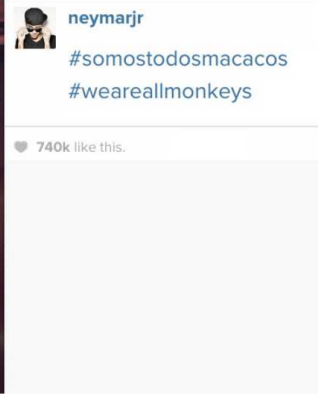 neymarjr
#somostodosmacacos
#weareallmonkeys
740k like this.